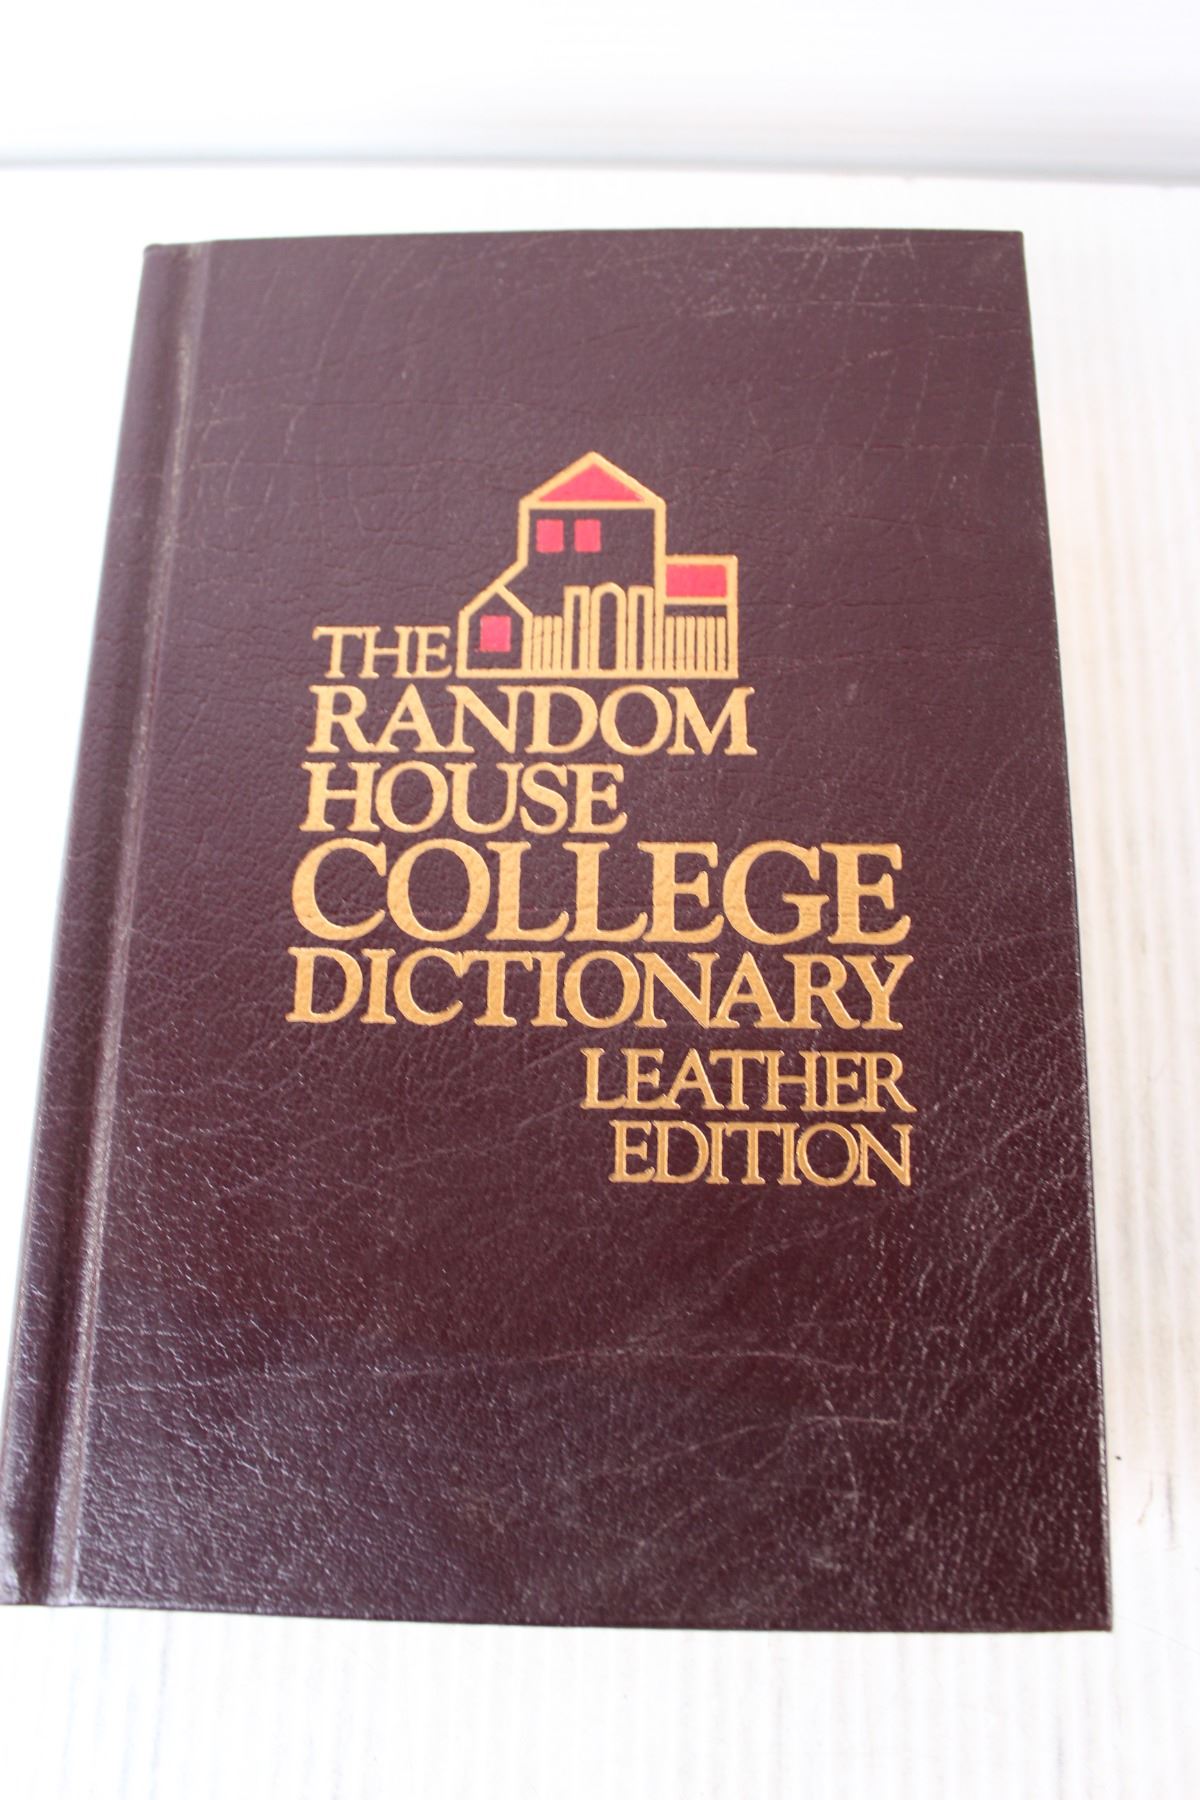 THE
RANDOM
HOUSE
COLLEGE
DICTIONARY
LEATHER
EDITION